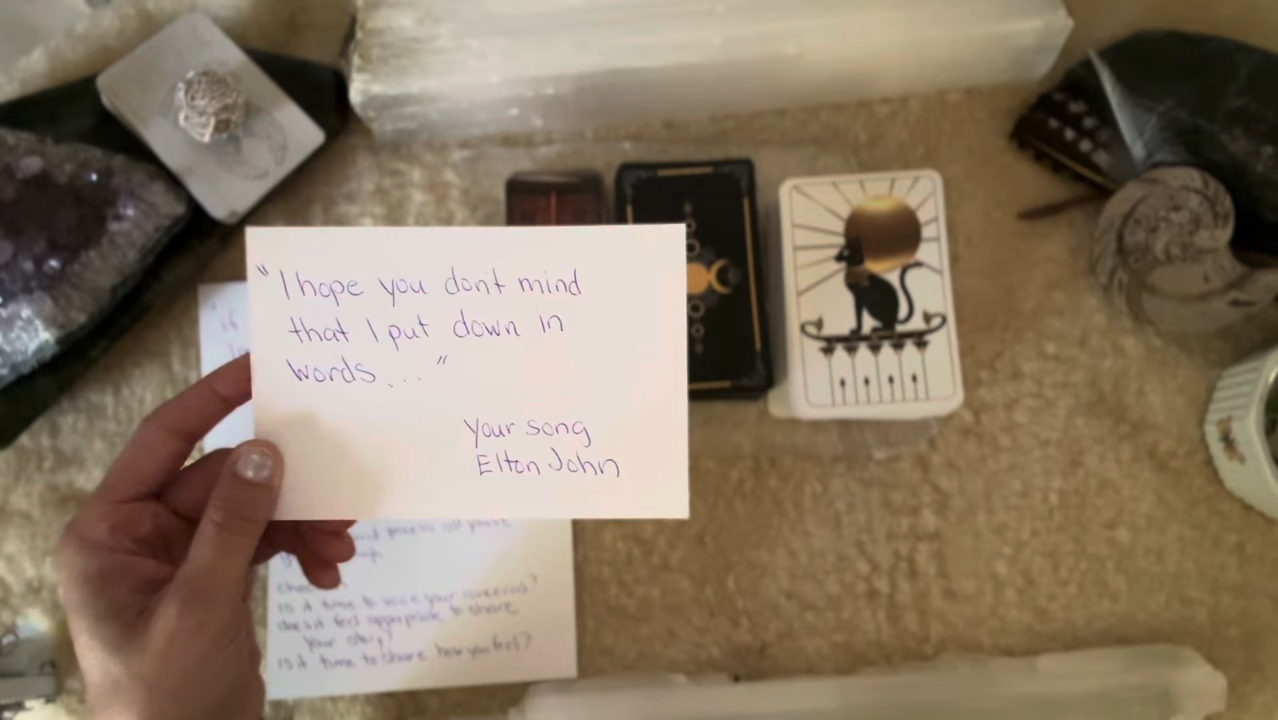 "I hope you don't mind
that I put down in
words..."
Your song
Elton John
if
Is it time to voice your concerns?
does it feel appropriate to share
your story?
Is it time to share how you feel?